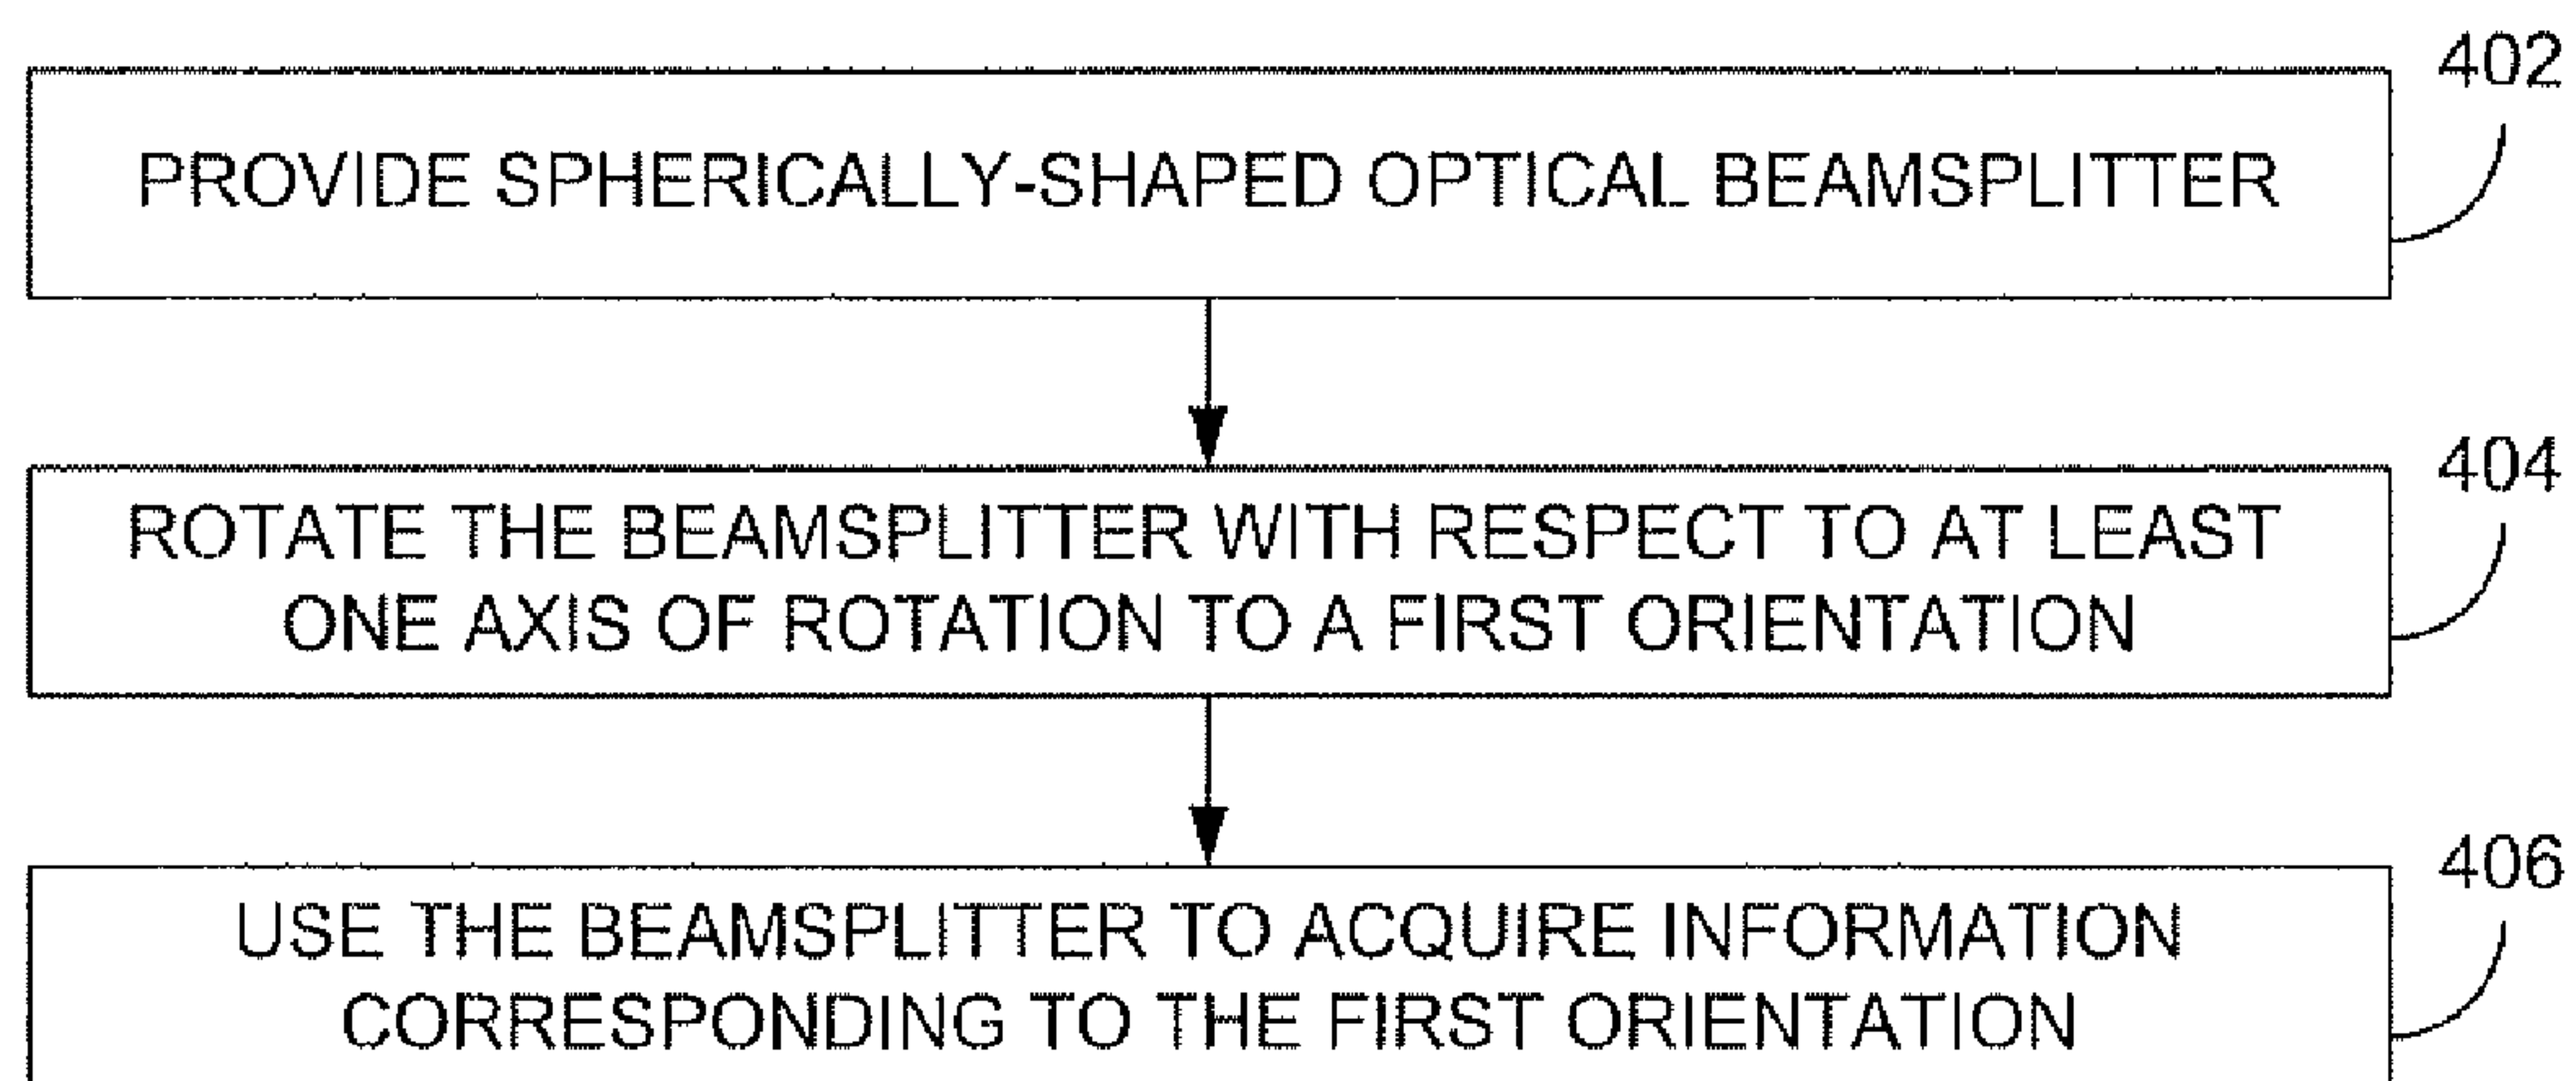 402
PROVIDE SPHERICALLY-SHAPED OPTICAL BEAMSPLITTER
404
ROTATE THE BEAMSPLITTER WITH RESPECT TO AT LEAST
ONE AXIS OF ROTATION TO A FIRST ORIENTATION
406
USE THE BEAMSPLITTER TO ACQUIRE INFORMATION
CORRESPONDING TO THE FIRST ORIENTATION